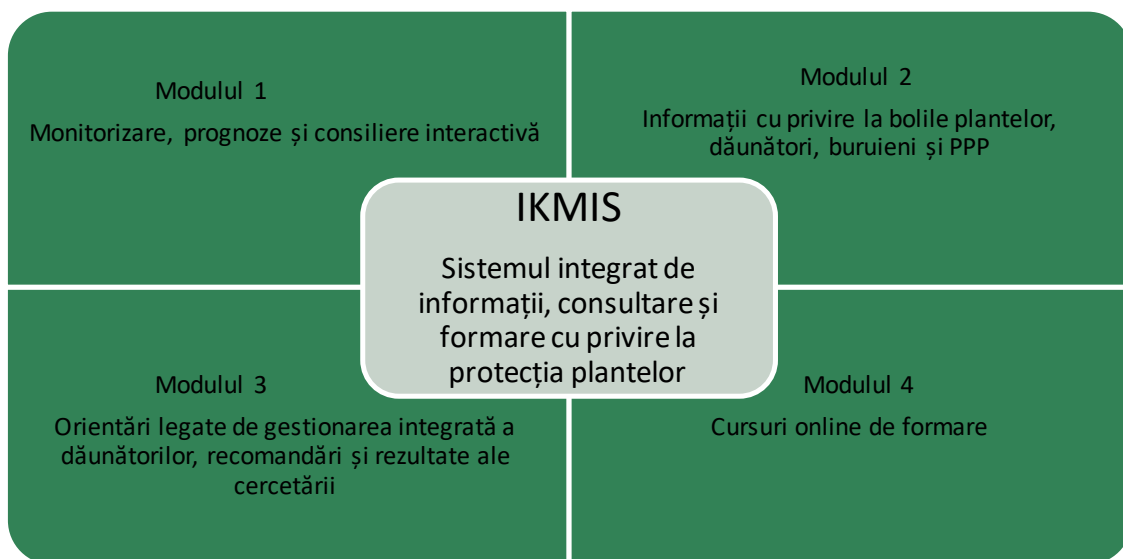 Modulul 1
Monitorizare, prognoze și consiliere interactivă
Modulul 2
Informații cu privire la bolile plantelor,
dăunători, buruieni și PPP
IKMIS
Sistemul integrat de
informații, consultare și
formare cu privire la
protecția plantelor
Modulul 3
Orientări legate de gestionarea integrată a
dăunătorilor, recomandări și rezultate ale
cercetării
Modulul 4
Cursuri online de formare